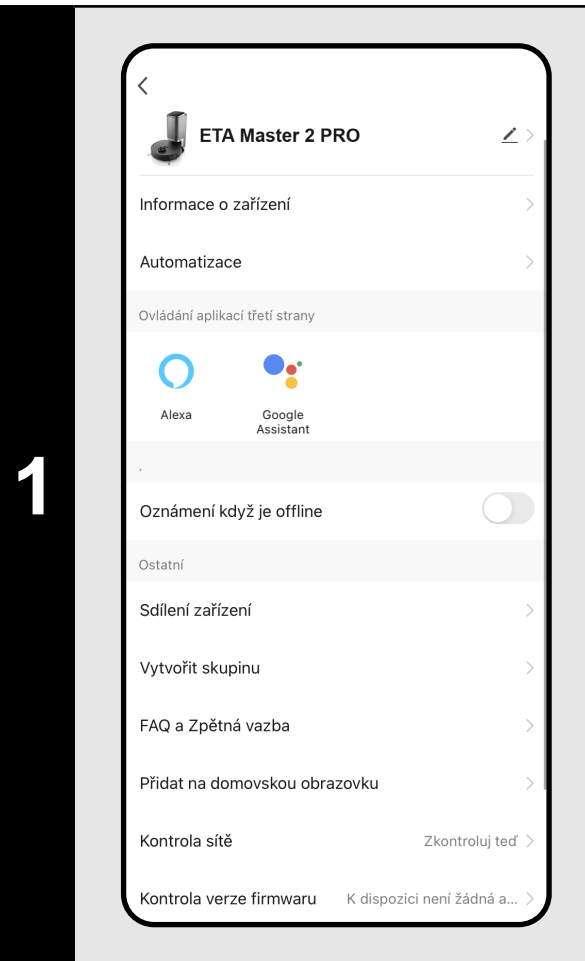 1
ETA Master 2 PRO
Informace o zařízení
Automatizace
Ovládání aplikací třetí strany
Alexa
Google
Assistant
.
Oznámení když je offline
Ostatní
Sdílení zařízení
Vytvořit skupinu
FAQ a Zpětná vazba
Přidat na domovskou obrazovku
Kontrola sítě Zkontroluj teď
Kontrola verze firmwaru K dispozici není žádná a...